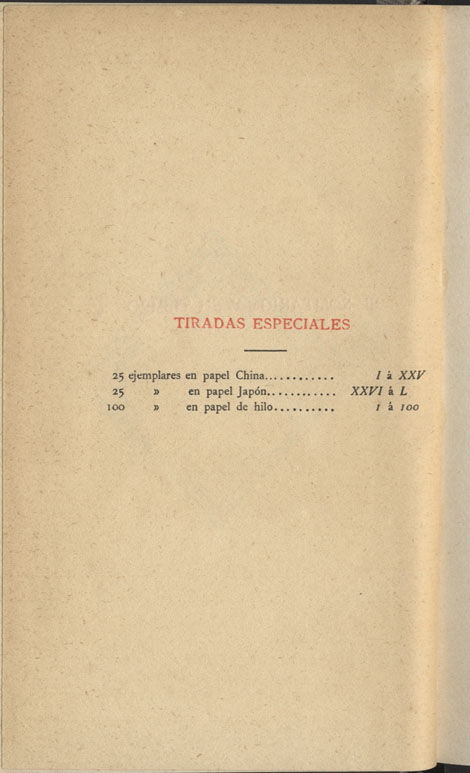 TIRADAS ESPECIALES
25 ejemplares en papel China............ I á XXV
25 » en papel Japón............ XXVI á L
100 » en papel de hilo.......... 1 á 100